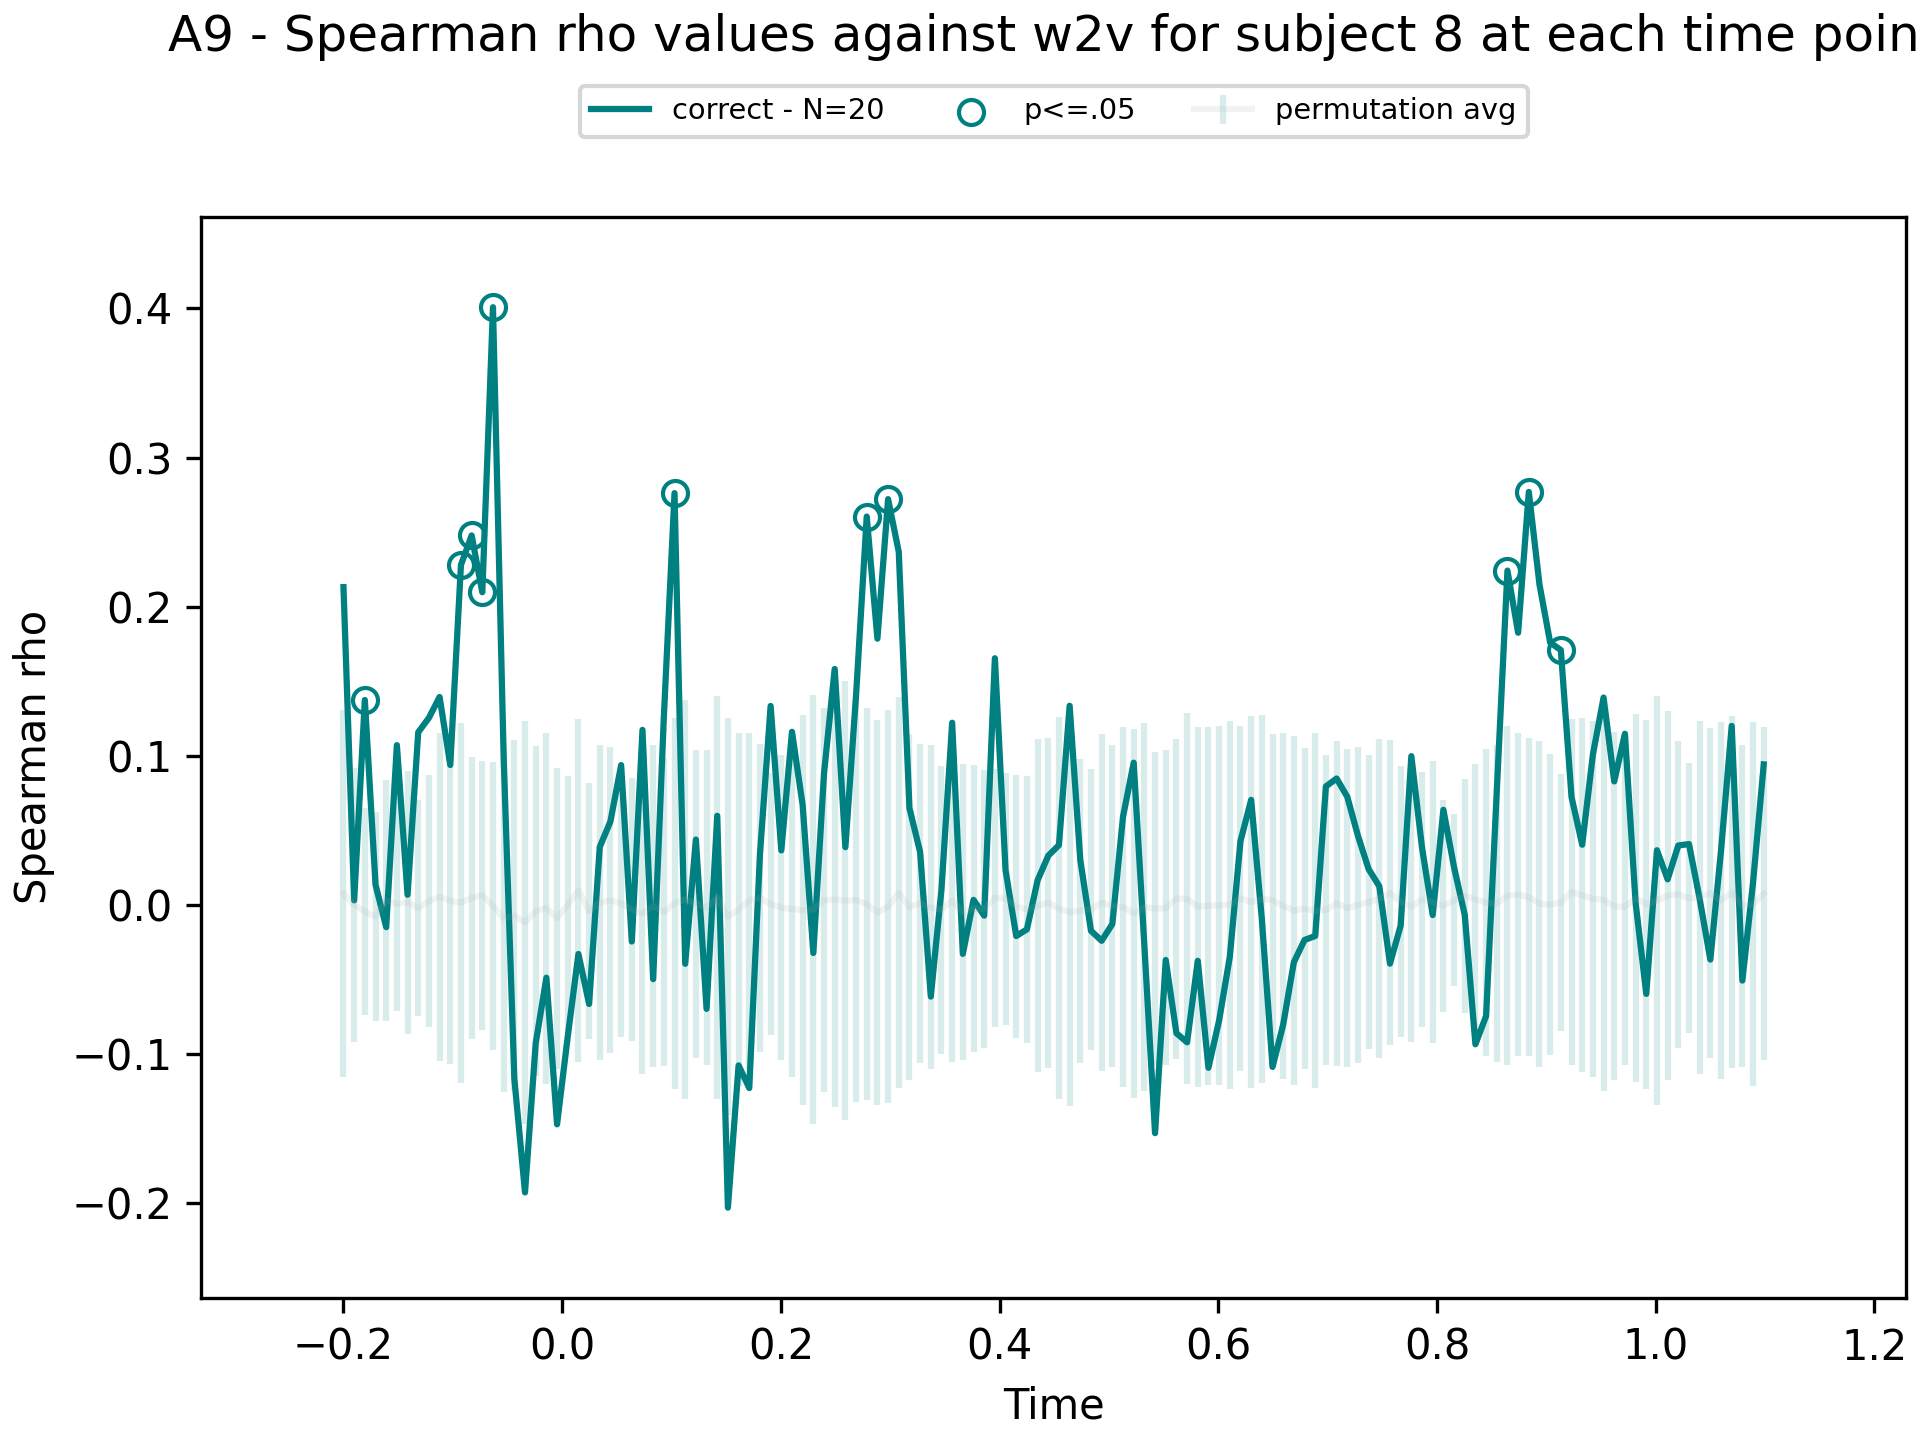 A9 - Spearman rho values against w2v for subject 8 at each time poin
correct - N=20 p<=.05 permutation avg
Spearman rho
0.4
0.3
0.2
0.1
0.0
−0.1
−0.2
−0.2 0.0 0.2 0.4 0.6 0.8 1.0 1.2
Time